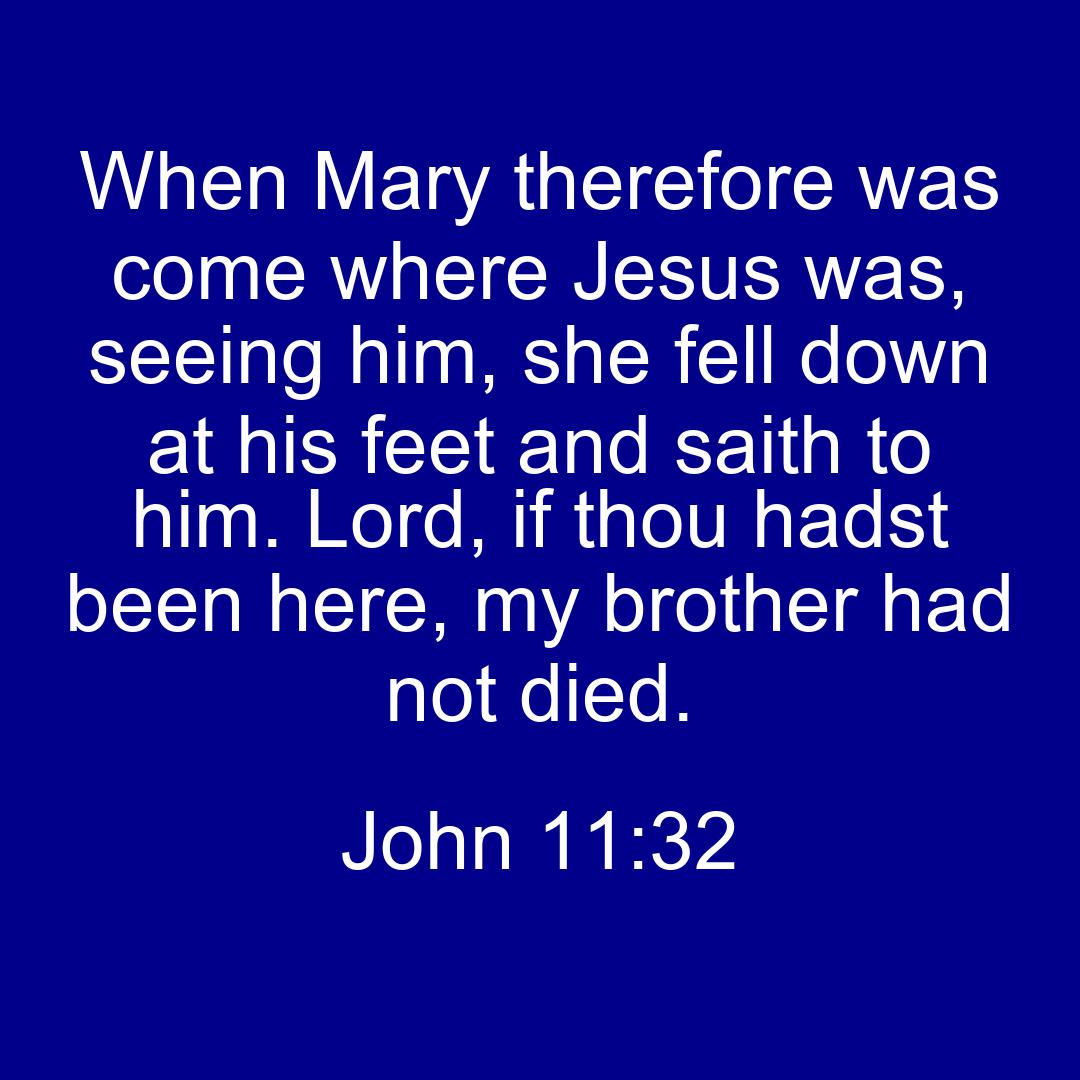 When Mary therefore was
come where Jesus was,
seeing him, she fell down
at his feet and saith to
him. Lord, if thou hadst
been here, my brother had
not died.
John 11:32